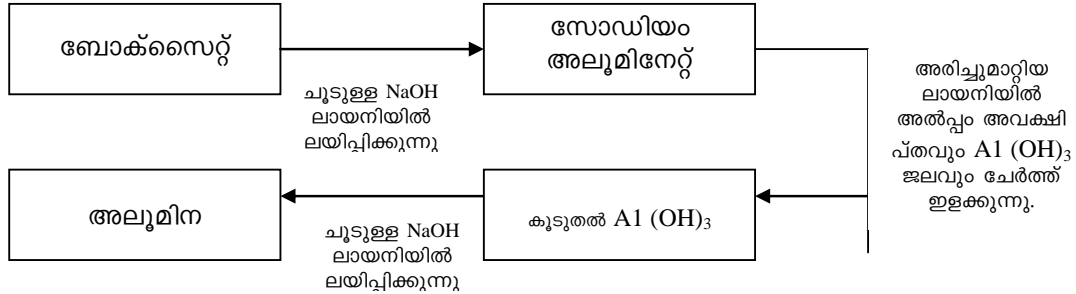 ബോക്സൈറ്റ്
ചൂടുള്ള NaOH
ലായനിയിൽ
ലയിപ്പിക്കുന്നു
സോഡിയം
അലൂമിനേറ്റ്
അരിച്ചുമാറ്റിയ
ലായനിയിൽ
അൽപ്പം അവക്ഷി
പ്തവും A1 (OH)3
ജലവും ചേർത്ത്
ഇളക്കുന്നു.
കൂടുതൽ A1 (OH)3
ചൂടുള്ള NaOH
ലായനിയിൽ
ലയിപ്പിക്കുന്നു
അലൂമിന